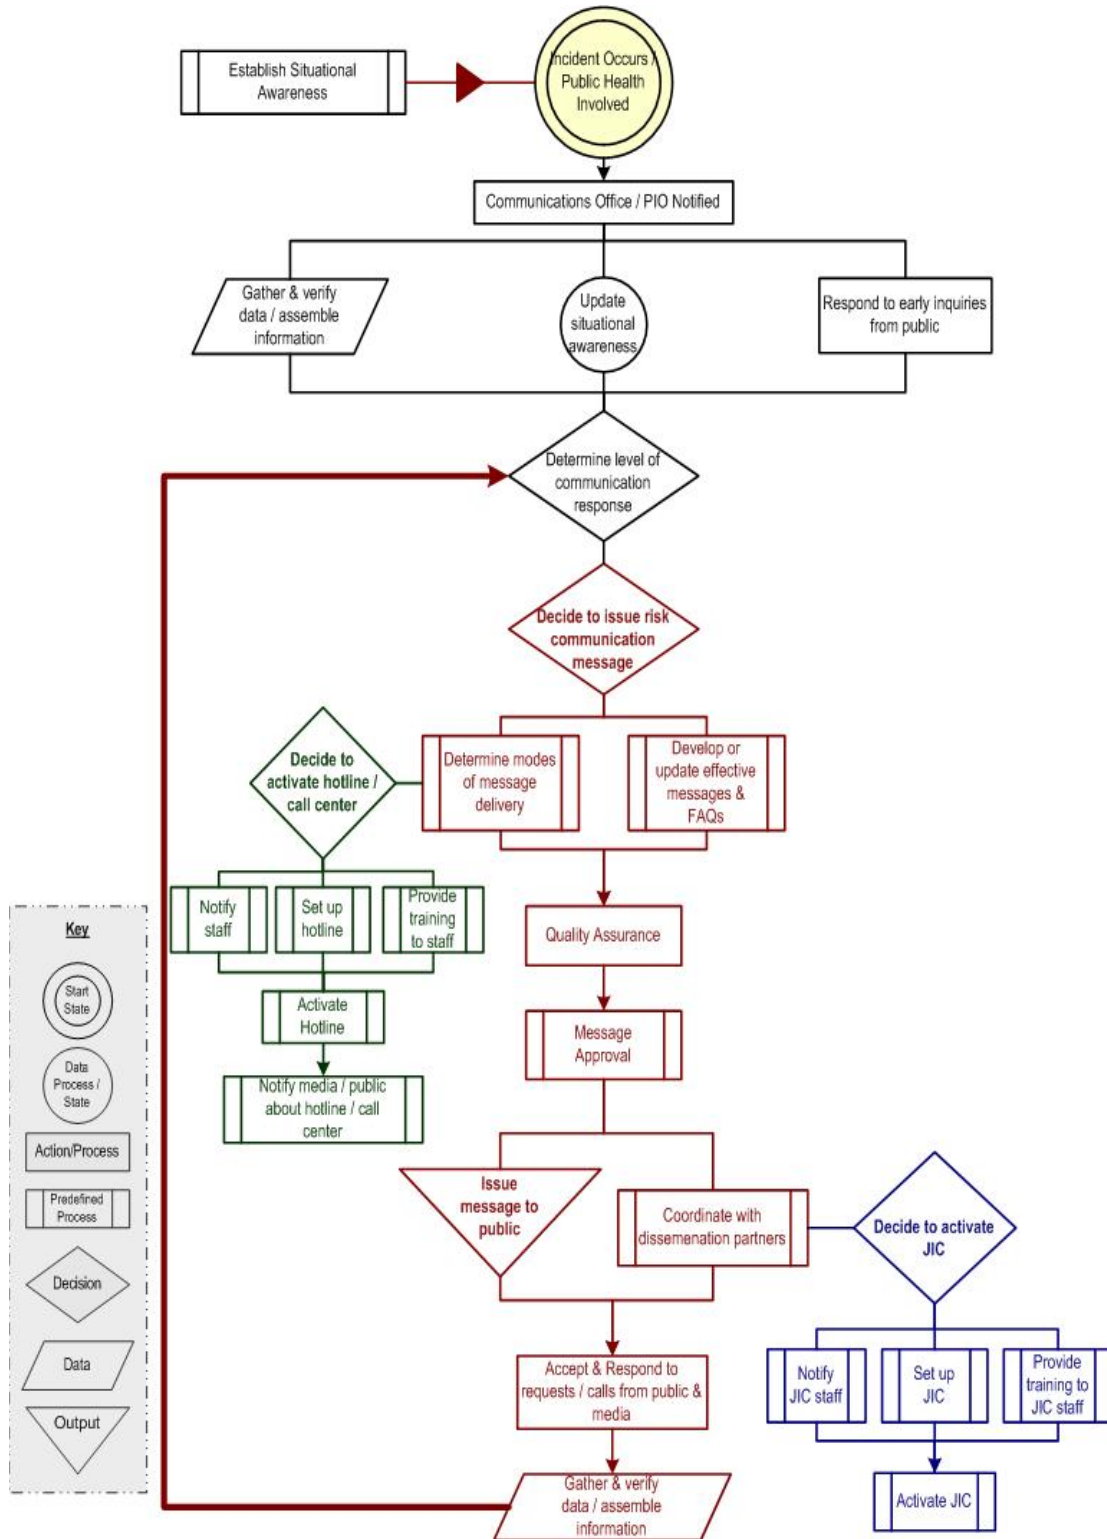 Establish Situational
Awareness
Incident Occurs /
Public Health
Involved
Communications Office / PIO Notified
Gather & verify
data / assemble
information
Update
situational
awareness
Respond to early inquiries
from public
Determine level of
communication
response
Decide to issue risk
communication
message
Decide to
activate hotline /
call center
Determine modes
of message
delivery
Develop or
update effective
messages &
FAQs
Notify
staff
Set up
hotline
Provide
training
to staff
Quality Assurance
Activate
Hotline
Message
Approval
Notify media / public
about hotline / call
center
Issue
message to
public
Coordinate with
dissemenation partners
Decide to activate
JIC
Accept & Respond to
requests / calls from public &
media
Notify
JIC staff
Set up
JIC
Provide
training to
JIC staff
Gather & verify
data / assemble
information
Activate JIC
Key
Start
State
Data
Process /
State
Action/Process
Predefined
Process
Decision
Data
Output